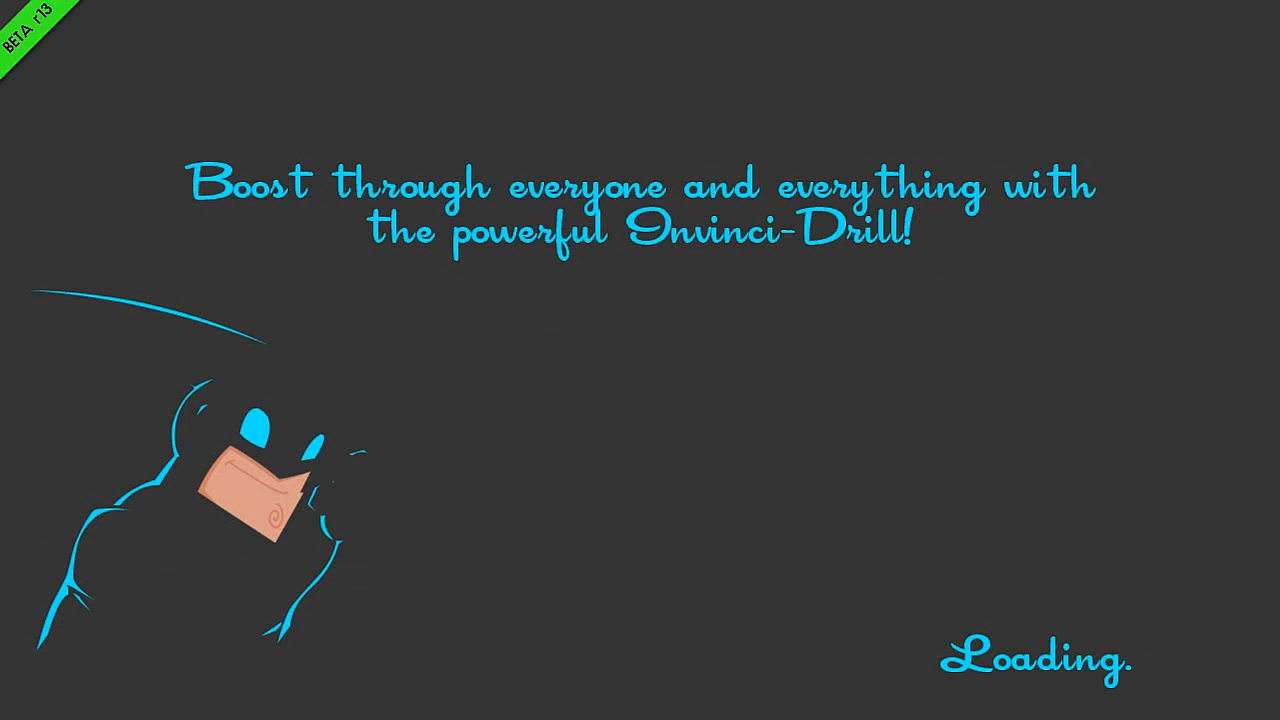 BETA r13
Boost through everyone and everything with
the powerful Invinci-Drill!
Loading.